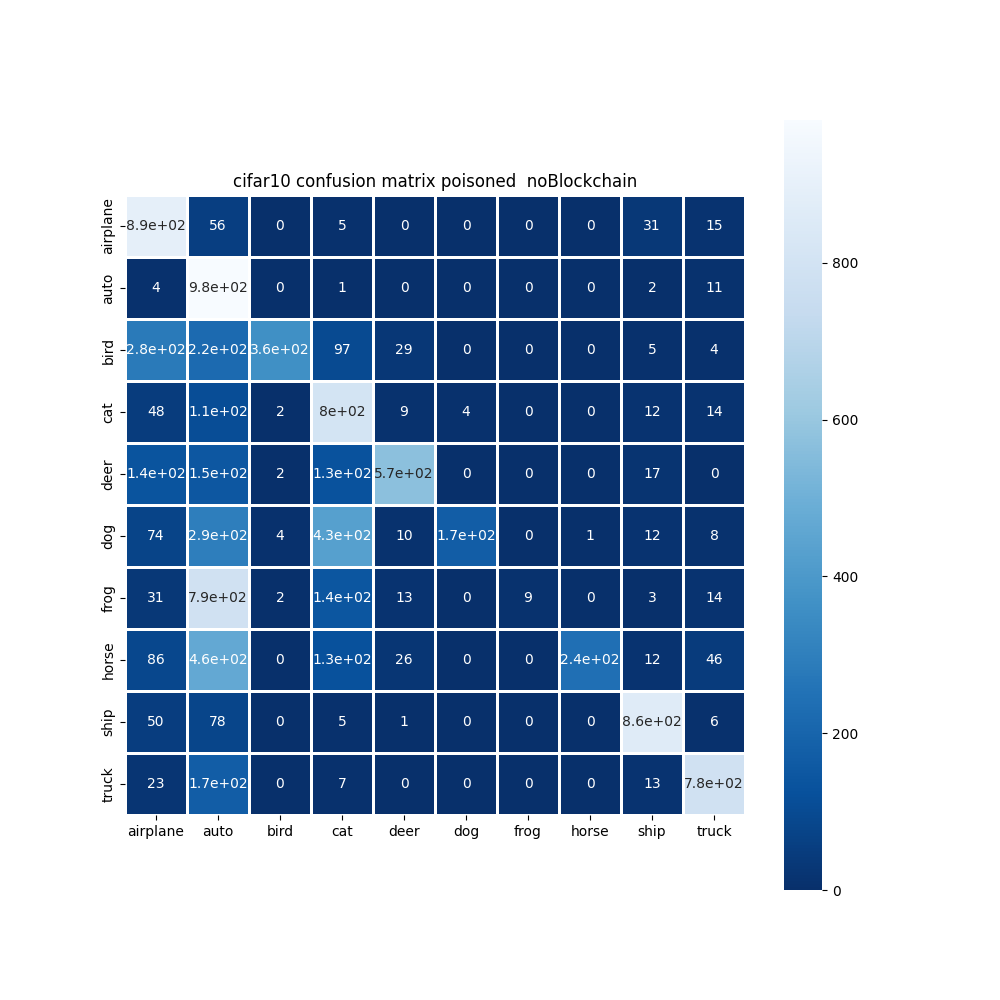 cifar10 confusion matrix poisoned  noBlockchain
airplane 8.9e+02 56 0 5 0 0 0 0 31 15
auto 4 9.8e+02 0 1 0 0 0 0 2 11
bird 2.8e+02 2.2e+02 3.6e+02 97 29 0 0 0 5 4
cat 48 1.1e+02 2 8e+02 9 4 0 0 12 14
deer 1.4e+02 1.5e+02 2 1.3e+02 5.7e+02 0 0 0 17 0
dog 74 2.9e+02 4 4.3e+02 10 1.7e+02 0 1 12 8
frog 31 7.9e+02 2 1.4e+02 13 0 9 0 3 14
horse 86 4.6e+02 0 1.3e+02 26 0 0 2.4e+02 12 46
ship 50 78 0 5 1 0 0 0 8.6e+02 6
truck 23 1.7e+02 0 7 0 0 0 0 13 7.8e+02
airplane auto bird cat deer dog frog horse ship truck
800
600
400
200
0